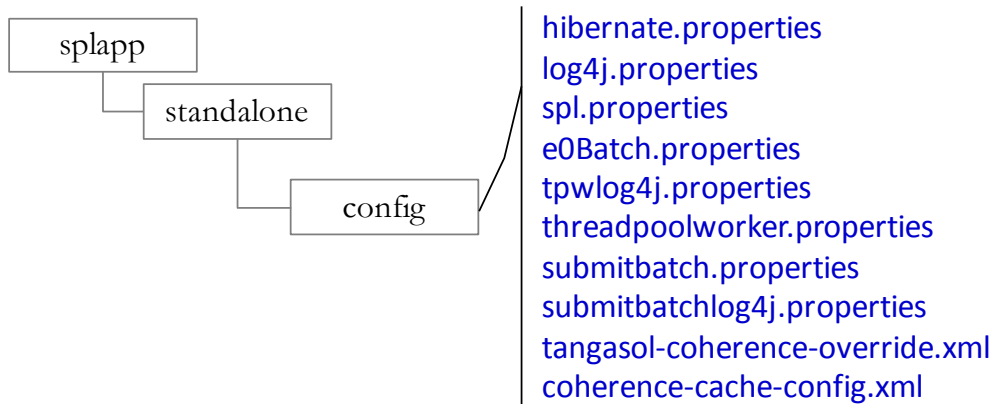 splapp
standalone
config
hibernate.properties
log4j.properties
spl.properties
e0Batch.properties
tpwlog4j.properties
threadpoolworker.properties
submitbatch.properties
submitbatchlog4j.properties
tangasol-coherence-override.xml
coherence-cache-config.xml